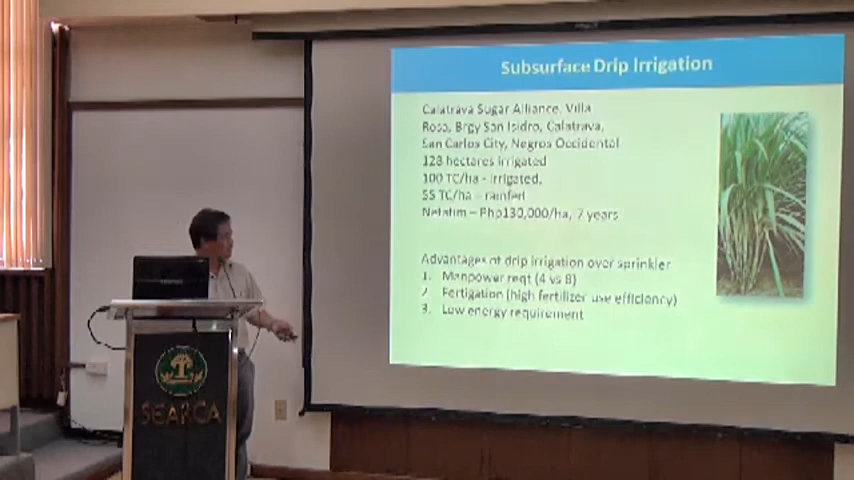 Subsurface Drip Irrigation
Calatrava Sugar Alliance, Villa
Rosa, Brgy San Isidro, Calatrava,
San Carlos City, Negros Occidental
128 hectares irrigated
100 TC/ha - irrigated,
55 TC/ha - rainfed
Netafim - Php130,000/ha, 7 years
Advantages of drip irrigation over sprinkler
1. Manpower reqt (4 vs 8)
2. Fertigation (high fertilizer use efficiency)
3. Low energy requirement
SEARCA